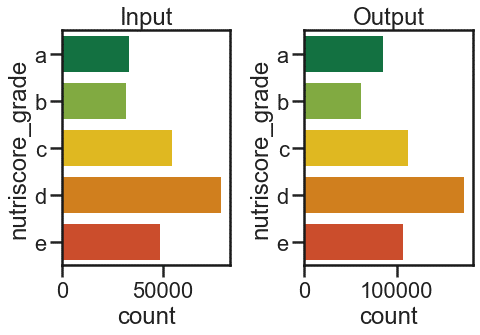 Input
nutriscore_grade
a
b
c
d
e
0 50000
count
Output
nutriscore_grade
a
b
c
d
e
0 100000
count